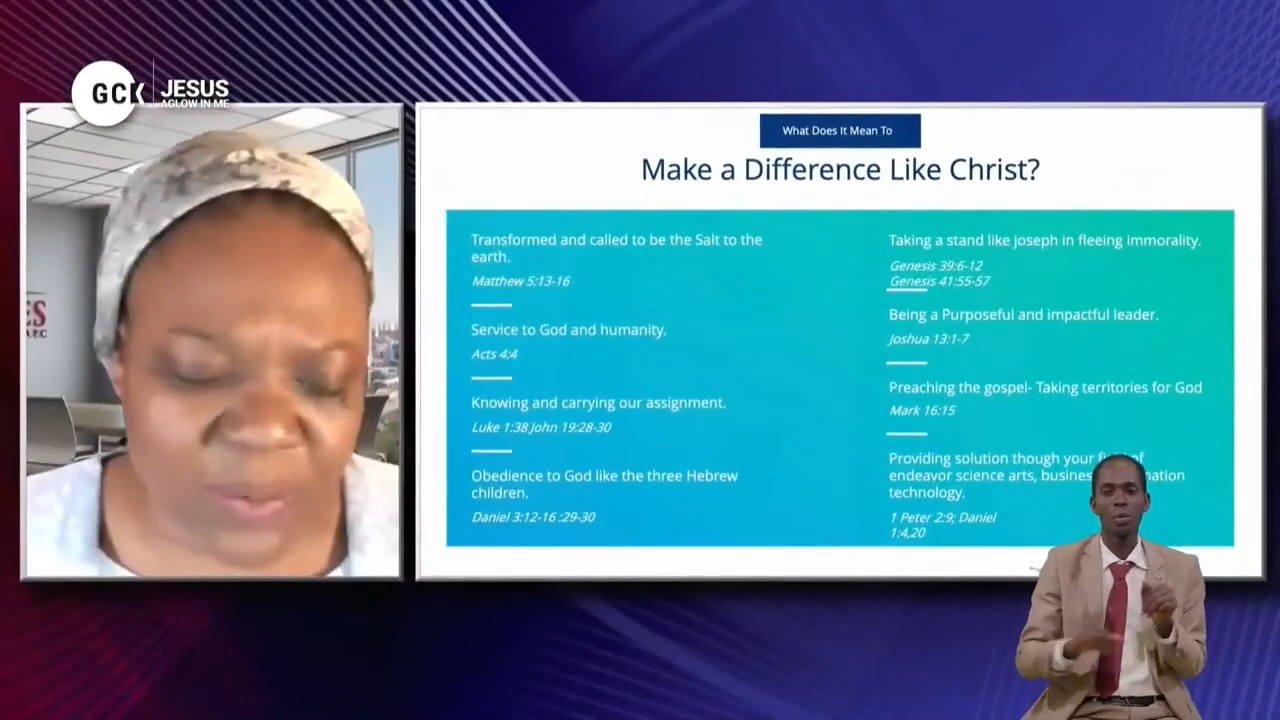 GCK
JESUS
AGLOW IN ME
ES
What Does It Mean To
Make a Difference Like Christ?
Transformed and called to be the Salt to the
earth.
Matthew 5:13-16
Service to God and humanity.
Acts 4:4
Knowing and carrying our assignment.
Luke 1:38 John 19:28-30
Obedience to God like the three Hebrew
children.
Daniel 3:12-16 :29-30
Taking a stand like joseph in fleeing immorality.
Genesis 39:6-12
Genesis 41:55-57
Being a Purposeful and impactful leader.
Joshua 13:1-7
Preaching the gospel- Taking territories for God
Mark 16:15
Providing solution though your of
endeavor science arts,
technology.
1 Peter 2:9; Daniel
1:4,20